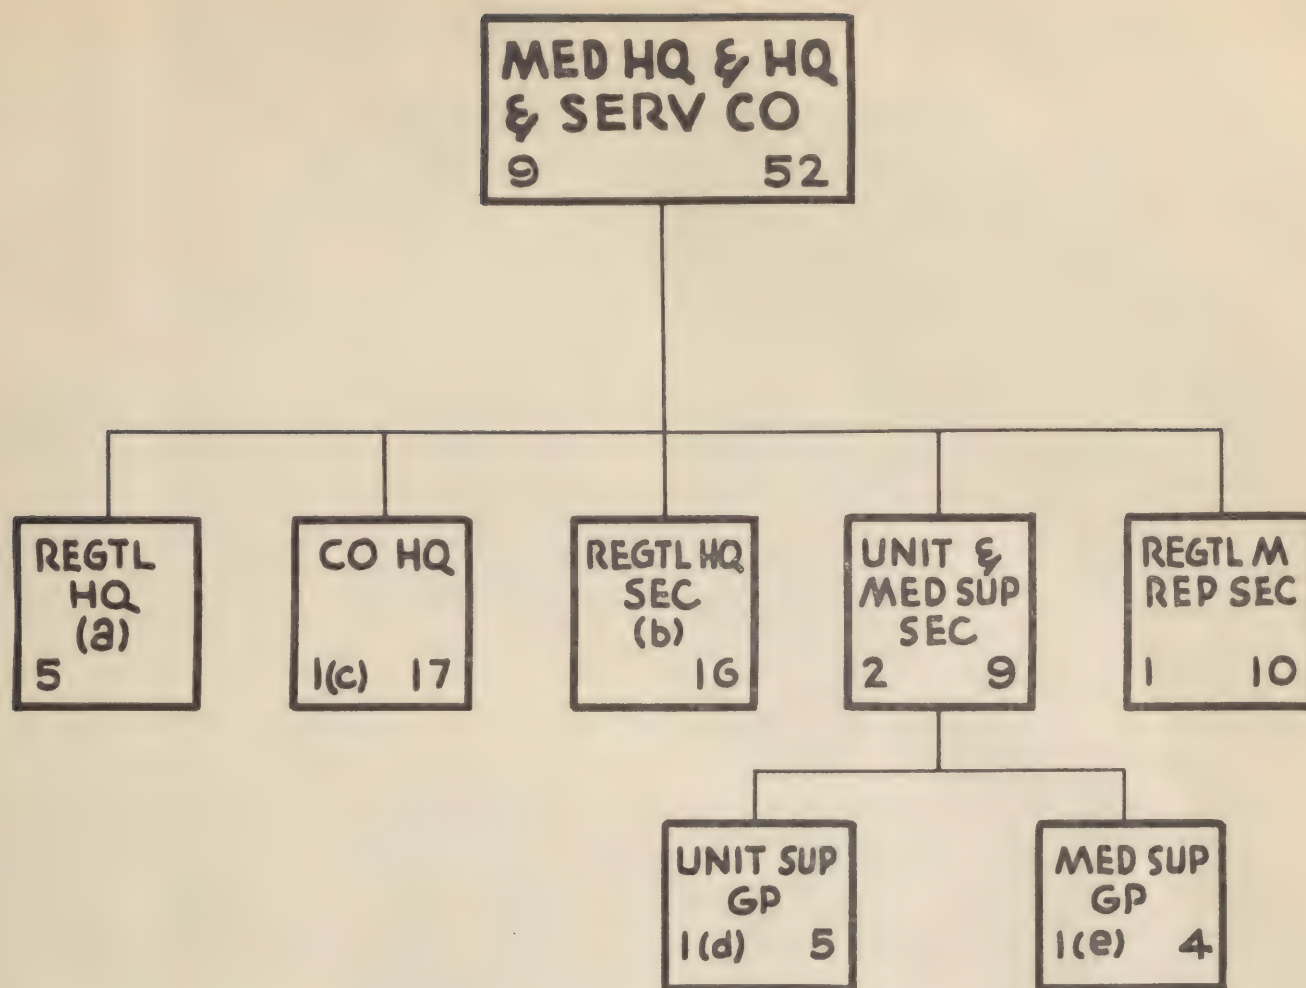 MED HQ & HQ
& SERV CO
9 52
REGTL
HQ
(a)
5
CO HQ
1(c) 17
REGTL HQ
SEC
(b)
16
UNIT &
MED SUP
SEC
2 9
REGTL M
REP SEC
1 10
UNIT SUP
GP
1(d) 5
MED SUP
GP
1(e) 4